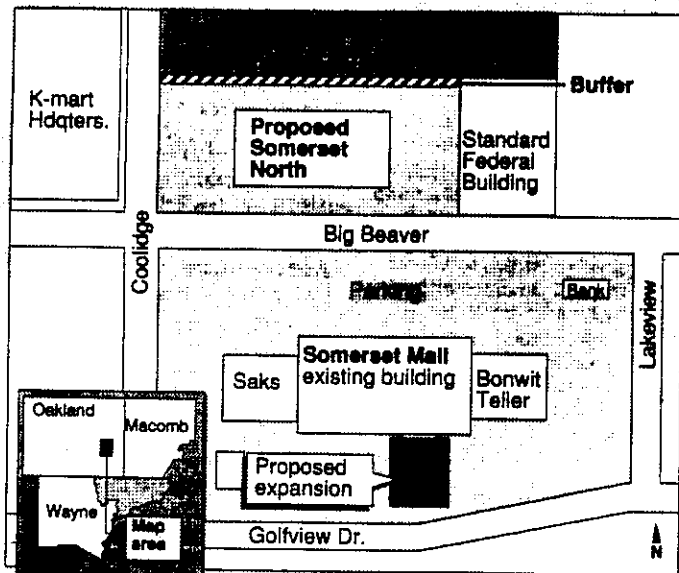 K-mart
Hdqters.
Proposed
Somerset
North
Buffer
Standard
Federal
Building
Big Beaver
Coolidge
Parking
Bank
Lakeview
Saks
Somerset Mall
existing building
Bonwit
Teller
Oakland
Macomb
Wayne
Map
area
Proposed
expansion
Golfview Dr.
N